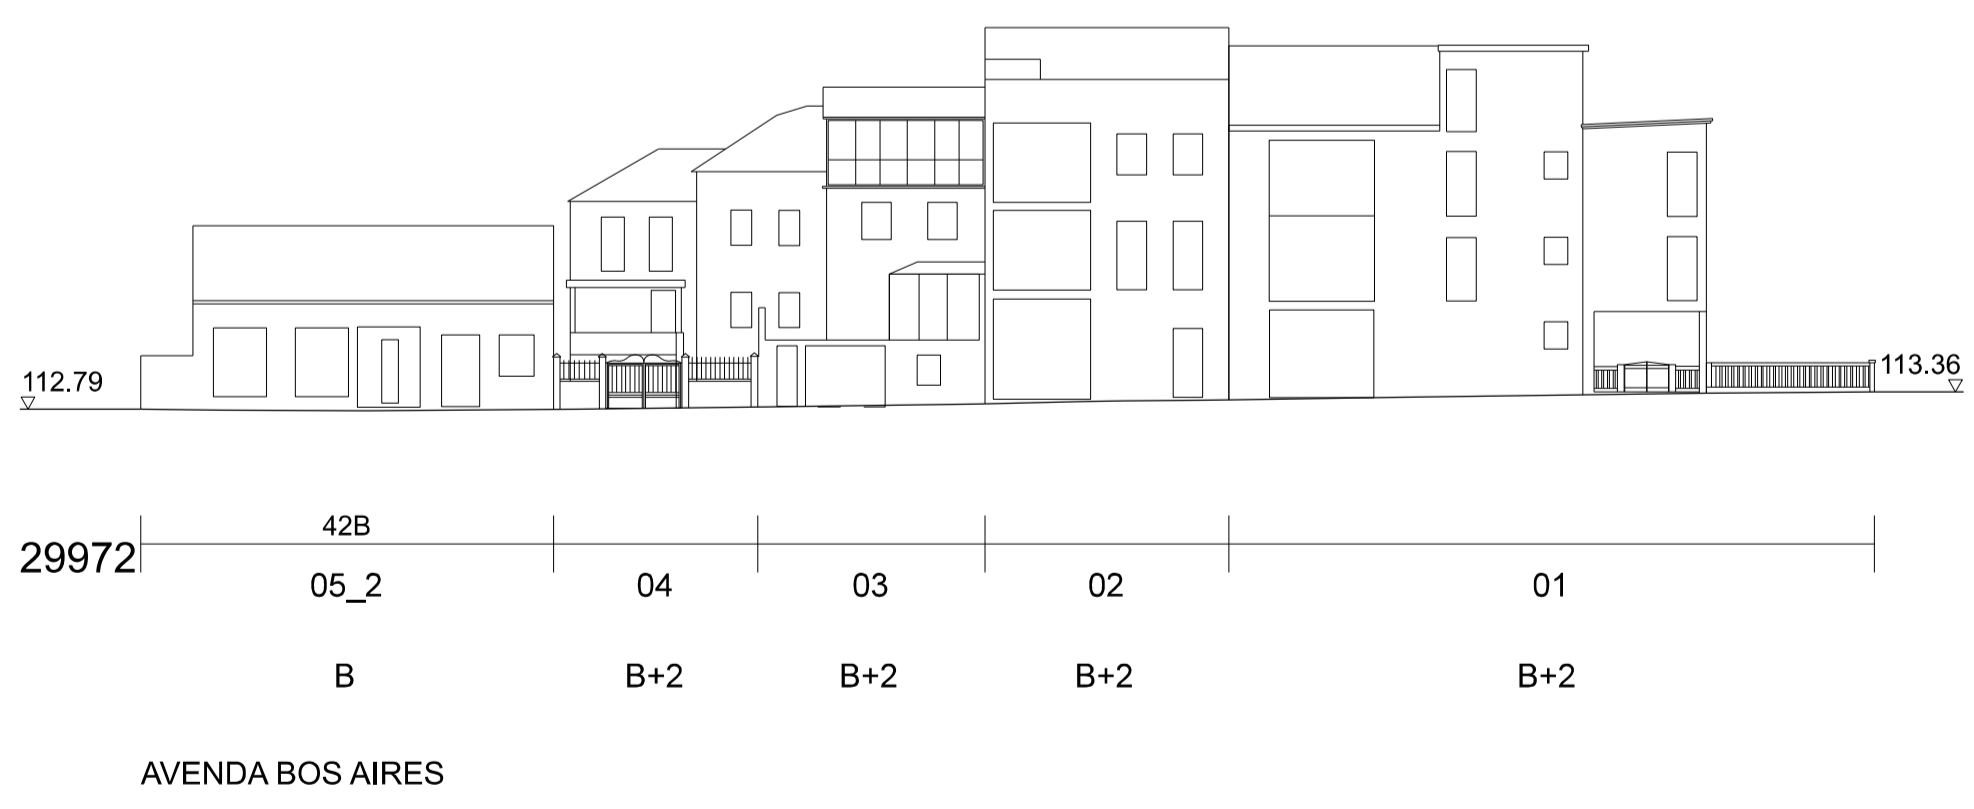 112.79
113.36
42B
29972
05_2 04 03 02 01
B B+2 B+2 B+2 B+2
AVENDA BOS AIRES